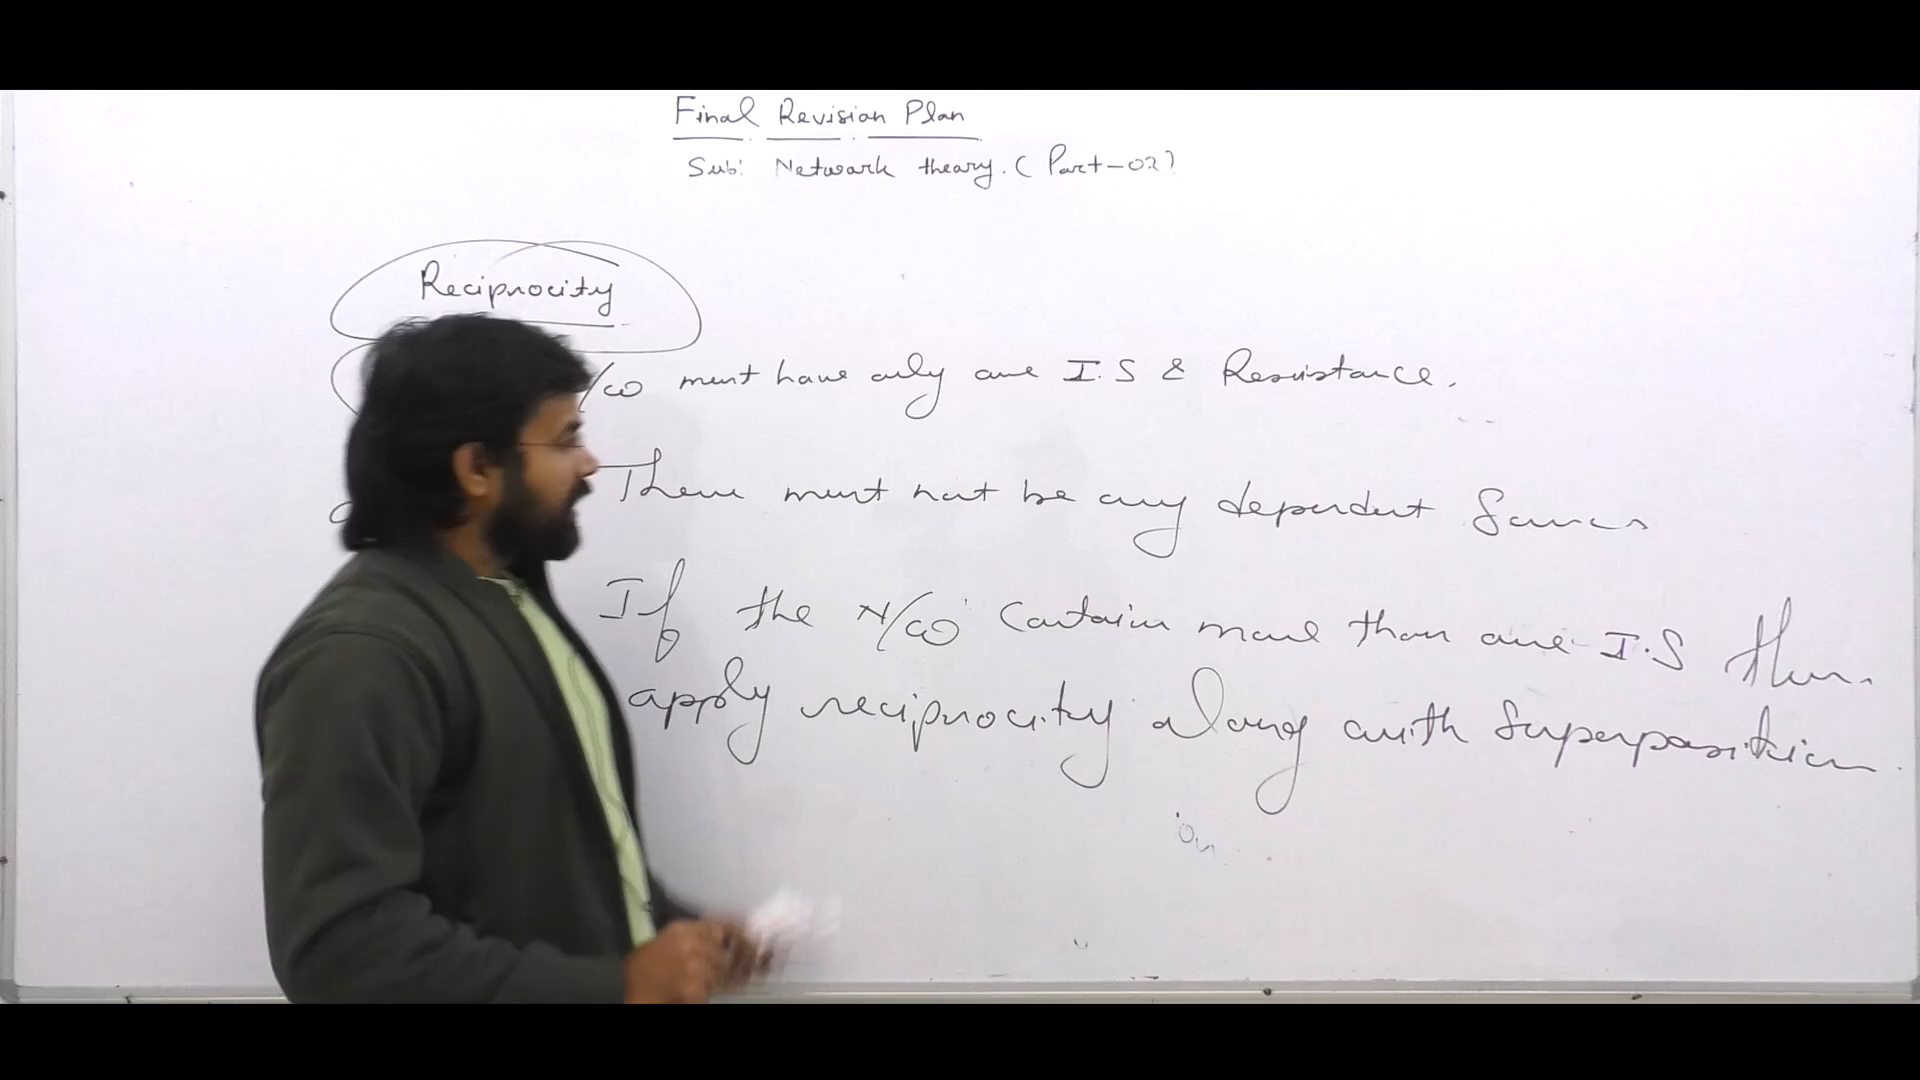 Final Revision Plan
Sub: Network theory. (Part-02)
Reciprocity
N/w must have only one I.S & Resistance.
There must not be any dependent Source
If the N/w Contain more than one I.S then
apply reciprocity along with Superposition